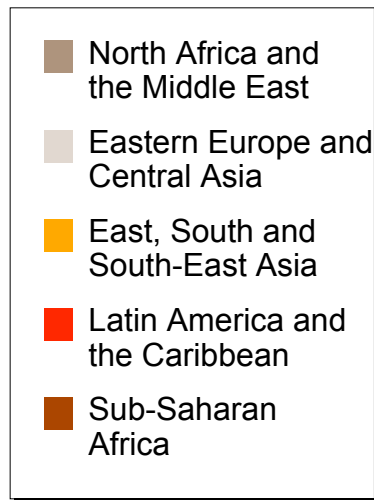 North Africa and
the Middle East
Eastern Europe and
Central Asia
East, South and
South-East Asia
Latin America and
the Caribbean
Sub-Saharan
Africa